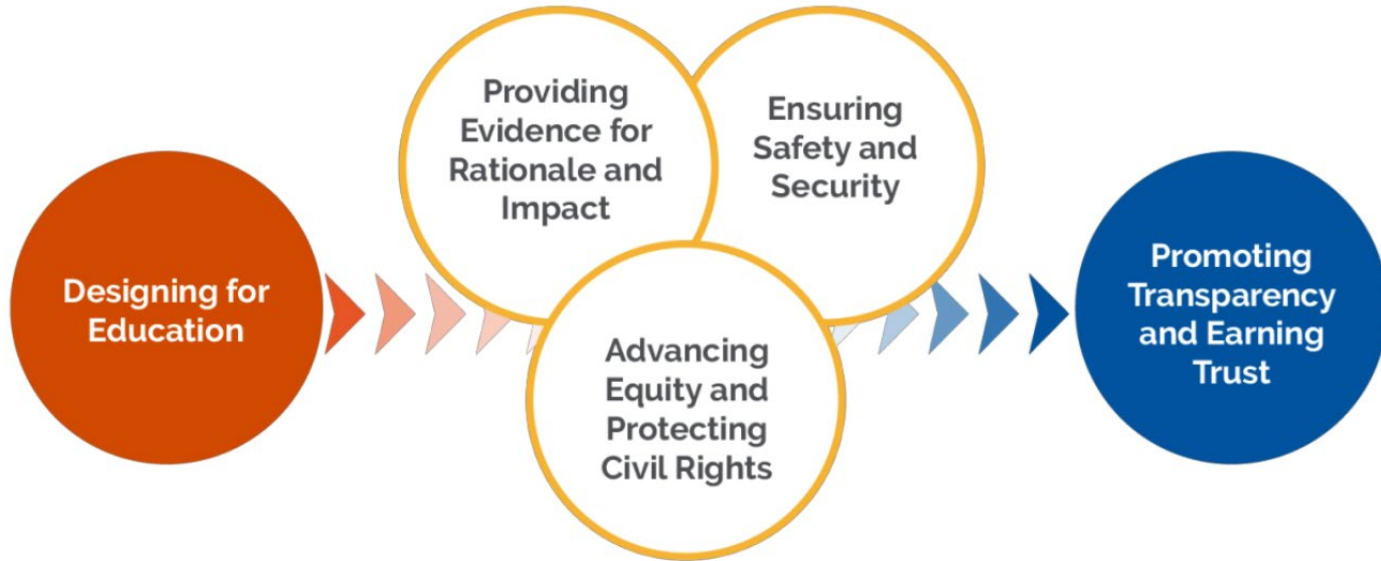 Designing for
Education
Providing
Evidence for
Rationale and
Impact
Ensuring
Safety and
Security
Advancing
Equity and
Protecting
Civil Rights
Promoting
Transparency
and Earning
Trust